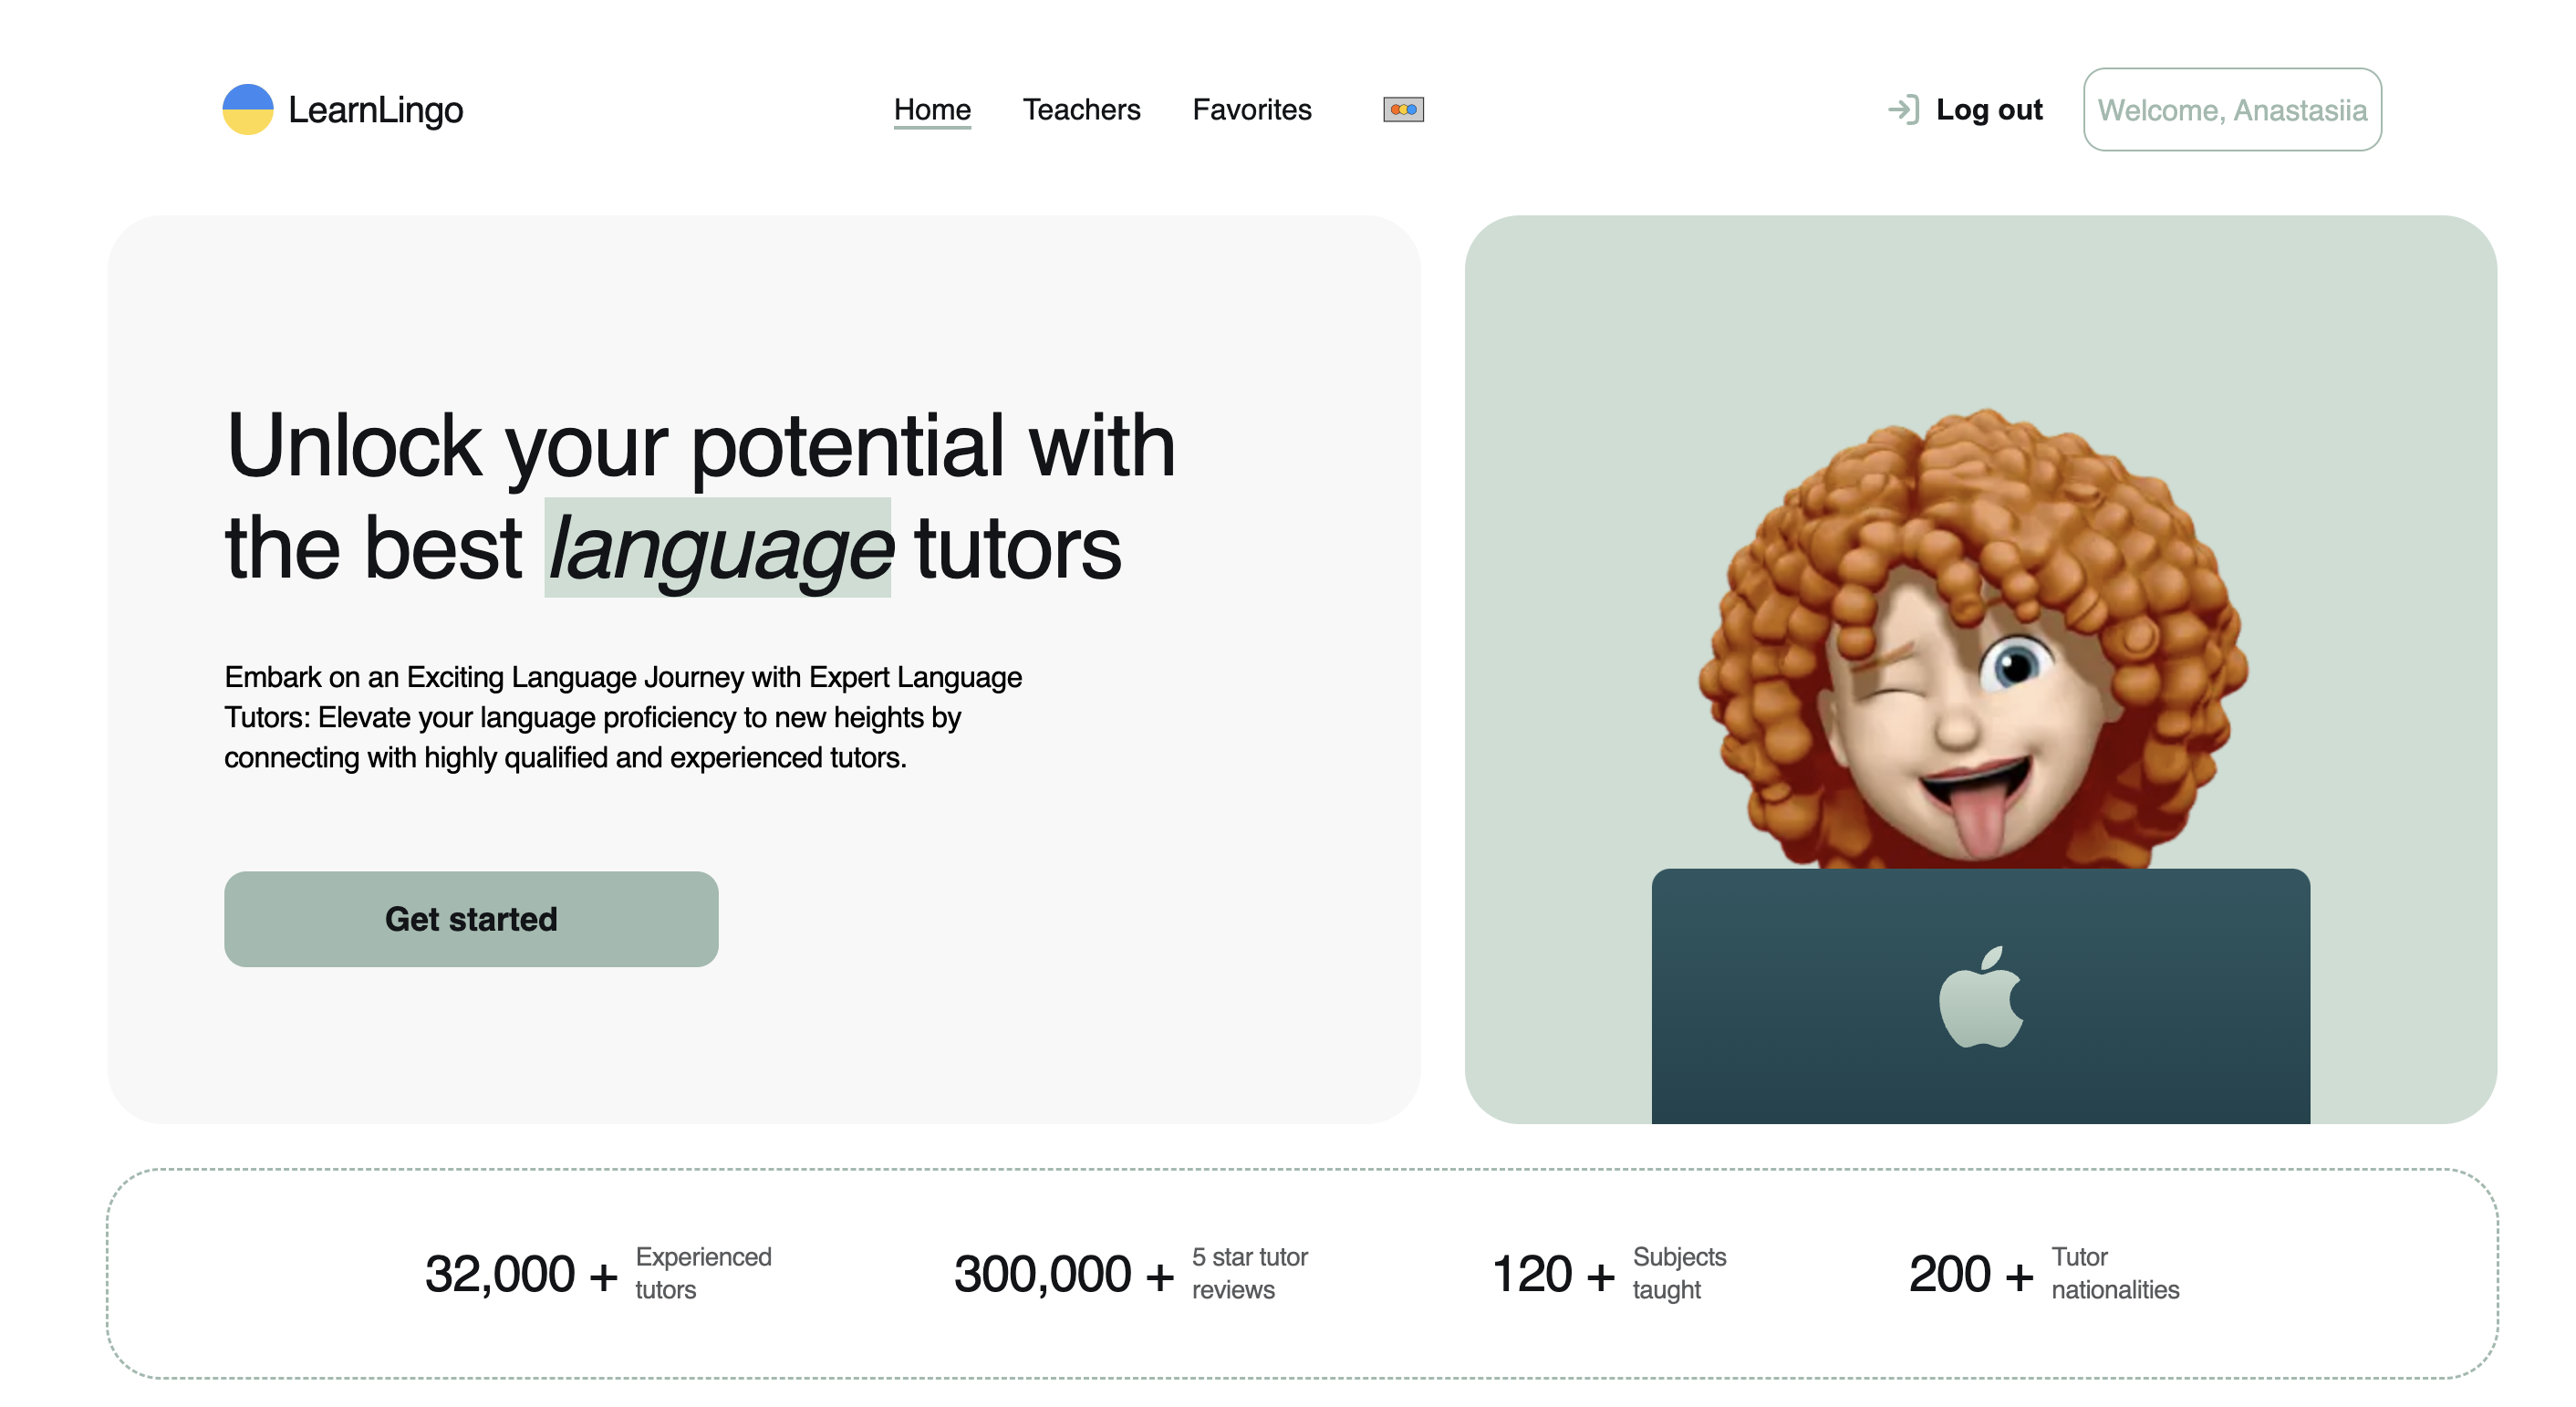 LearnLingo
Home
Teachers
Favorites
Log out
Welcome, Anastasiia
Unlock your potential with
the best language tutors
Embark on an Exciting Language Journey with Expert Language
Tutors: Elevate your language proficiency to new heights by
connecting with highly qualified and experienced tutors.
Get started
32,000 +
Experienced
tutors
300,000 +
5 star tutor
reviews
120 +
Subjects
taught
200 +
Tutor
nationalities